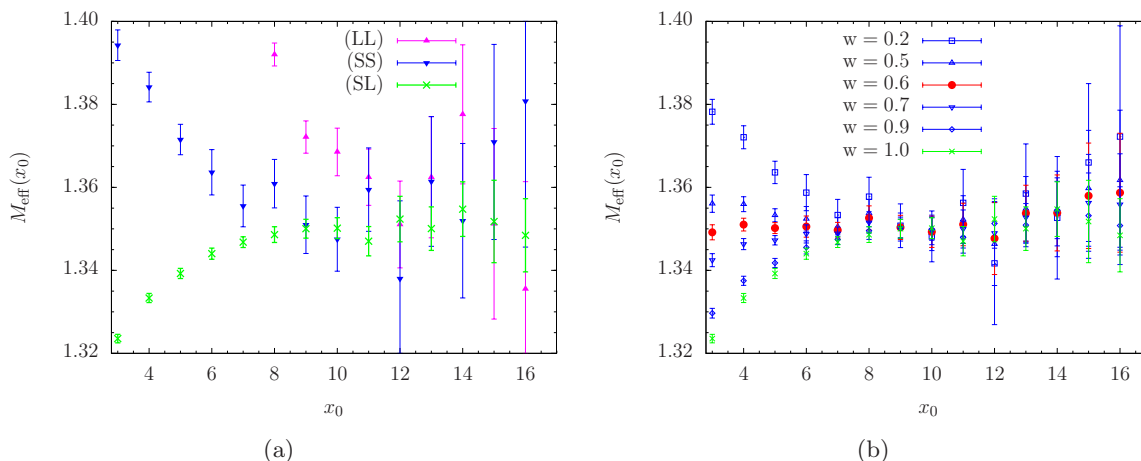 1.40
1.38
1.36
1.34
1.32
M_eff(x_0)
(LL)
(SS)
(SL)
4 6 8 10 12 14 16
x_0
(a)
1.40
1.38
1.36
1.34
1.32
M_eff(x_0)
w = 0.2
w = 0.5
w = 0.6
w = 0.7
w = 0.9
w = 1.0
4 6 8 10 12 14 16
x_0
(b)